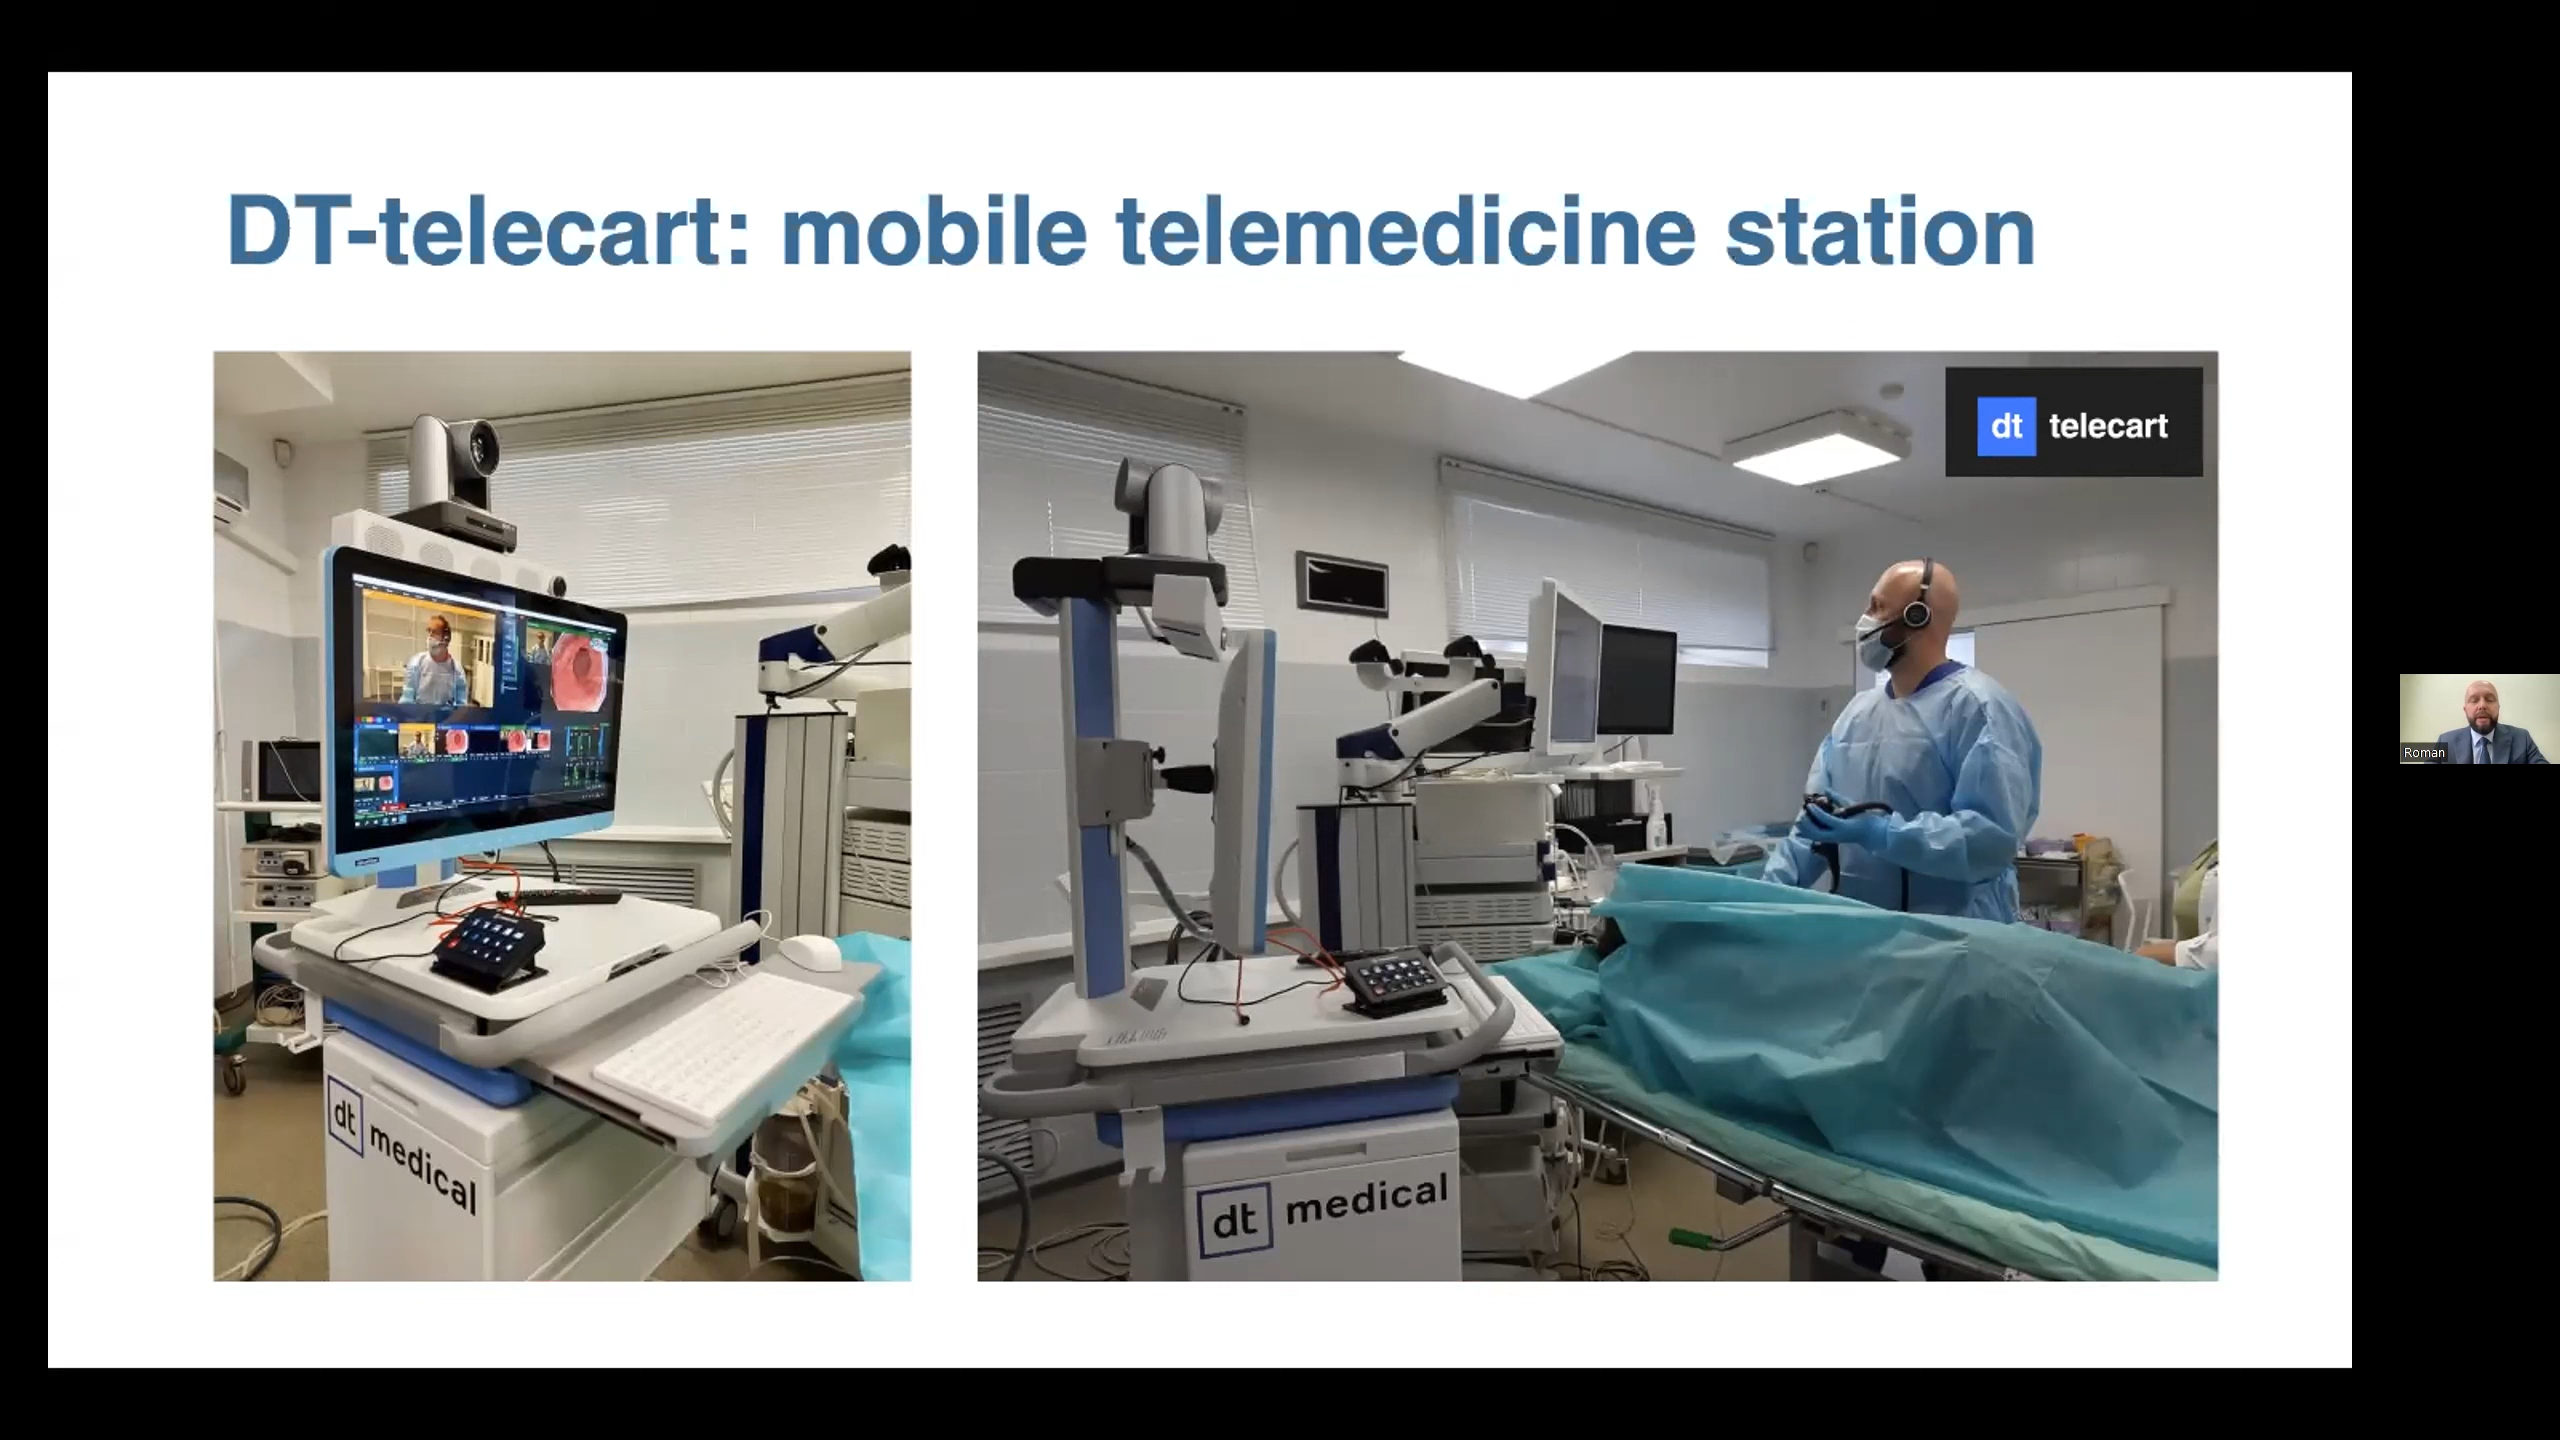 DT-telecart: mobile telemedicine station
dt telecart
dt medical
dt medical
Roman